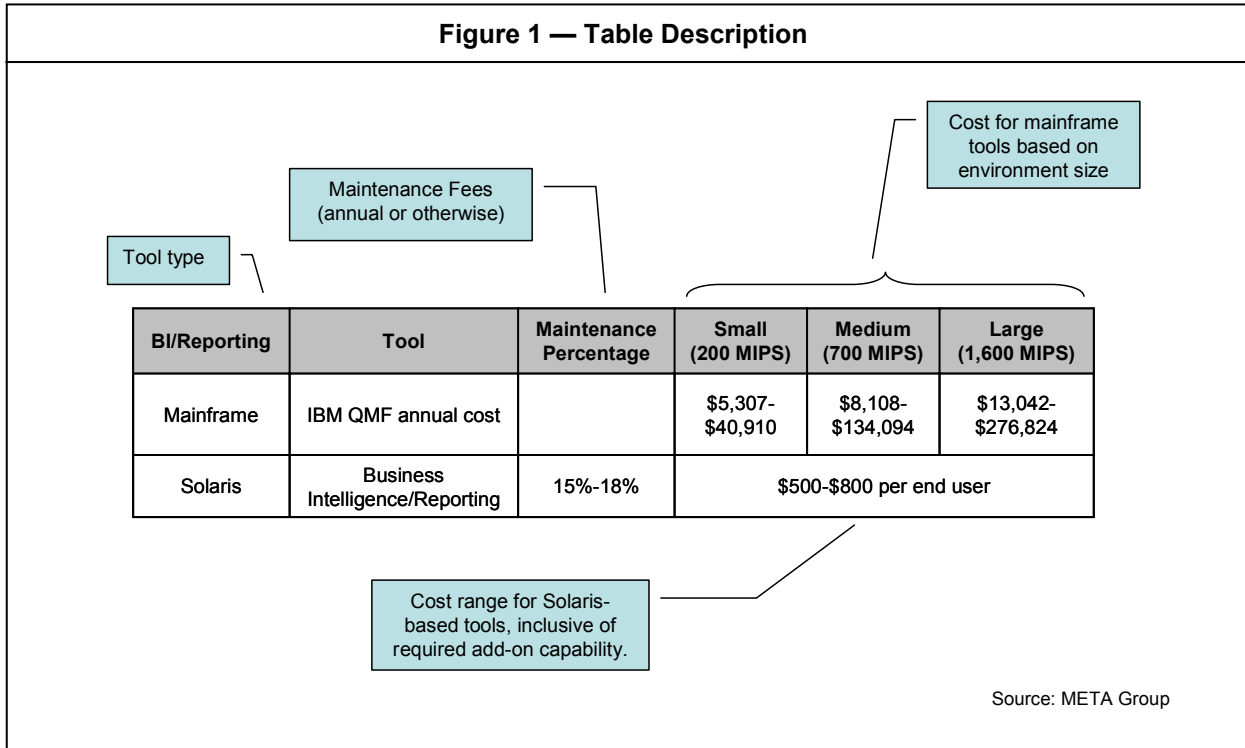 Figure 1 — Table Description
Cost for mainframe
tools based on
environment size
Maintenance Fees
(annual or otherwise)
Tool type
BI/Reporting
Tool
Maintenance
Percentage
Small
(200 MIPS)
Medium
(700 MIPS)
Large
(1,600 MIPS)
Mainframe
IBM QMF annual cost
$5,307-
$40,910
$8,108-
$134,094
$13,042-
$276,824
Solaris
Business
Intelligence/Reporting
15%-18%
$500-$800 per end user
Cost range for Solaris-
based tools, inclusive of
required add-on capability.
Source: META Group